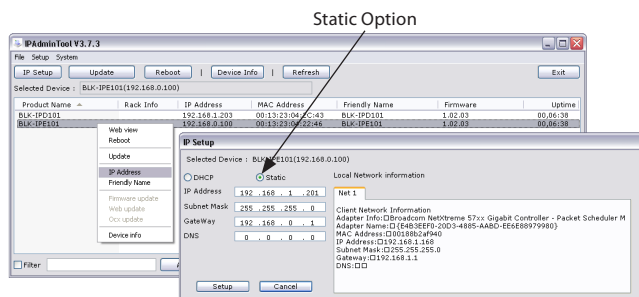 Static Option
IPAdminTool V3.7.3
File Setup System
IP Setup Update Reboot | Device Info | Refresh Exit
Selected Device : BLK-IPE101(192.168.0.100)
Product Name Rack Info IP Address MAC Address Friendly Name Firmware Uptime
BLK-IPD101 192.168.1.203 00:13:23:04:2C:43 BLK-IPD101 1.02.03 00,06:38
BLK-IPE101 192.168.0.100 00:13:23:04:22:46 BLK-IPE101 1.02.03 00,06:38
Web view
Reboot
Update
IP Address
Friendly Name
Firmware update
Web update
Ocx update
Device info
Filter
IP Setup
Selected Device : BLK-IPE101(192.168.0.100)
DHCP Static
IP Address 192 .168 . 1 .201
Subnet Mask 255 .255 .255 . 0
GateWay 192 .168 . 0 . 1
DNS 0 . 0 . 0 . 0
Setup Cancel
Local Network information
Net 1
Client Network Information
Adapter Info:□Broadcom NetXtreme 57xx Gigabit Controller - Packet Scheduler M
Adapter Name:□{E4B3EEF0-20D3-4885-AABD-EE6E88979980}
MAC Address:□00188b2af940
IP Address:□192.168.1.168
Subnet Mask:□255.255.255.0
Gateway:□192.168.1.1
DNS:□□